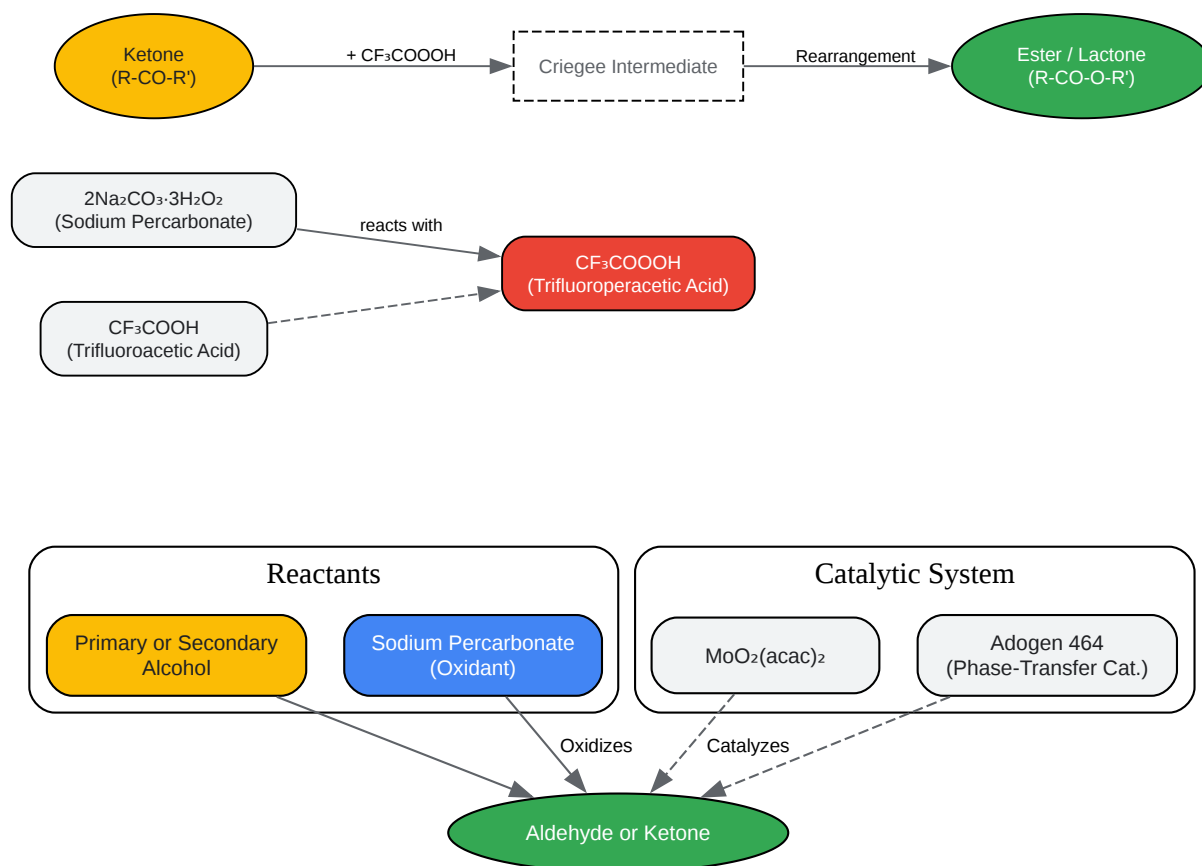 Ketone
(R-CO-R')
+ CF₃COOOH
Criegee Intermediate
Rearrangement
Ester / Lactone
(R-CO-O-R')
2Na₂CO₃·3H₂O₂
(Sodium Percarbonate)
reacts with
CF₃COOOH
(Trifluoroperacetic Acid)
CF₃COOH
(Trifluoroacetic Acid)
Reactants
Primary or Secondary
Alcohol
Sodium Percarbonate
(Oxidant)
Catalytic System
MoO₂(acac)₂
Adogen 464
(Phase-Transfer Cat.)
Oxidizes
Catalyzes
Aldehyde or Ketone